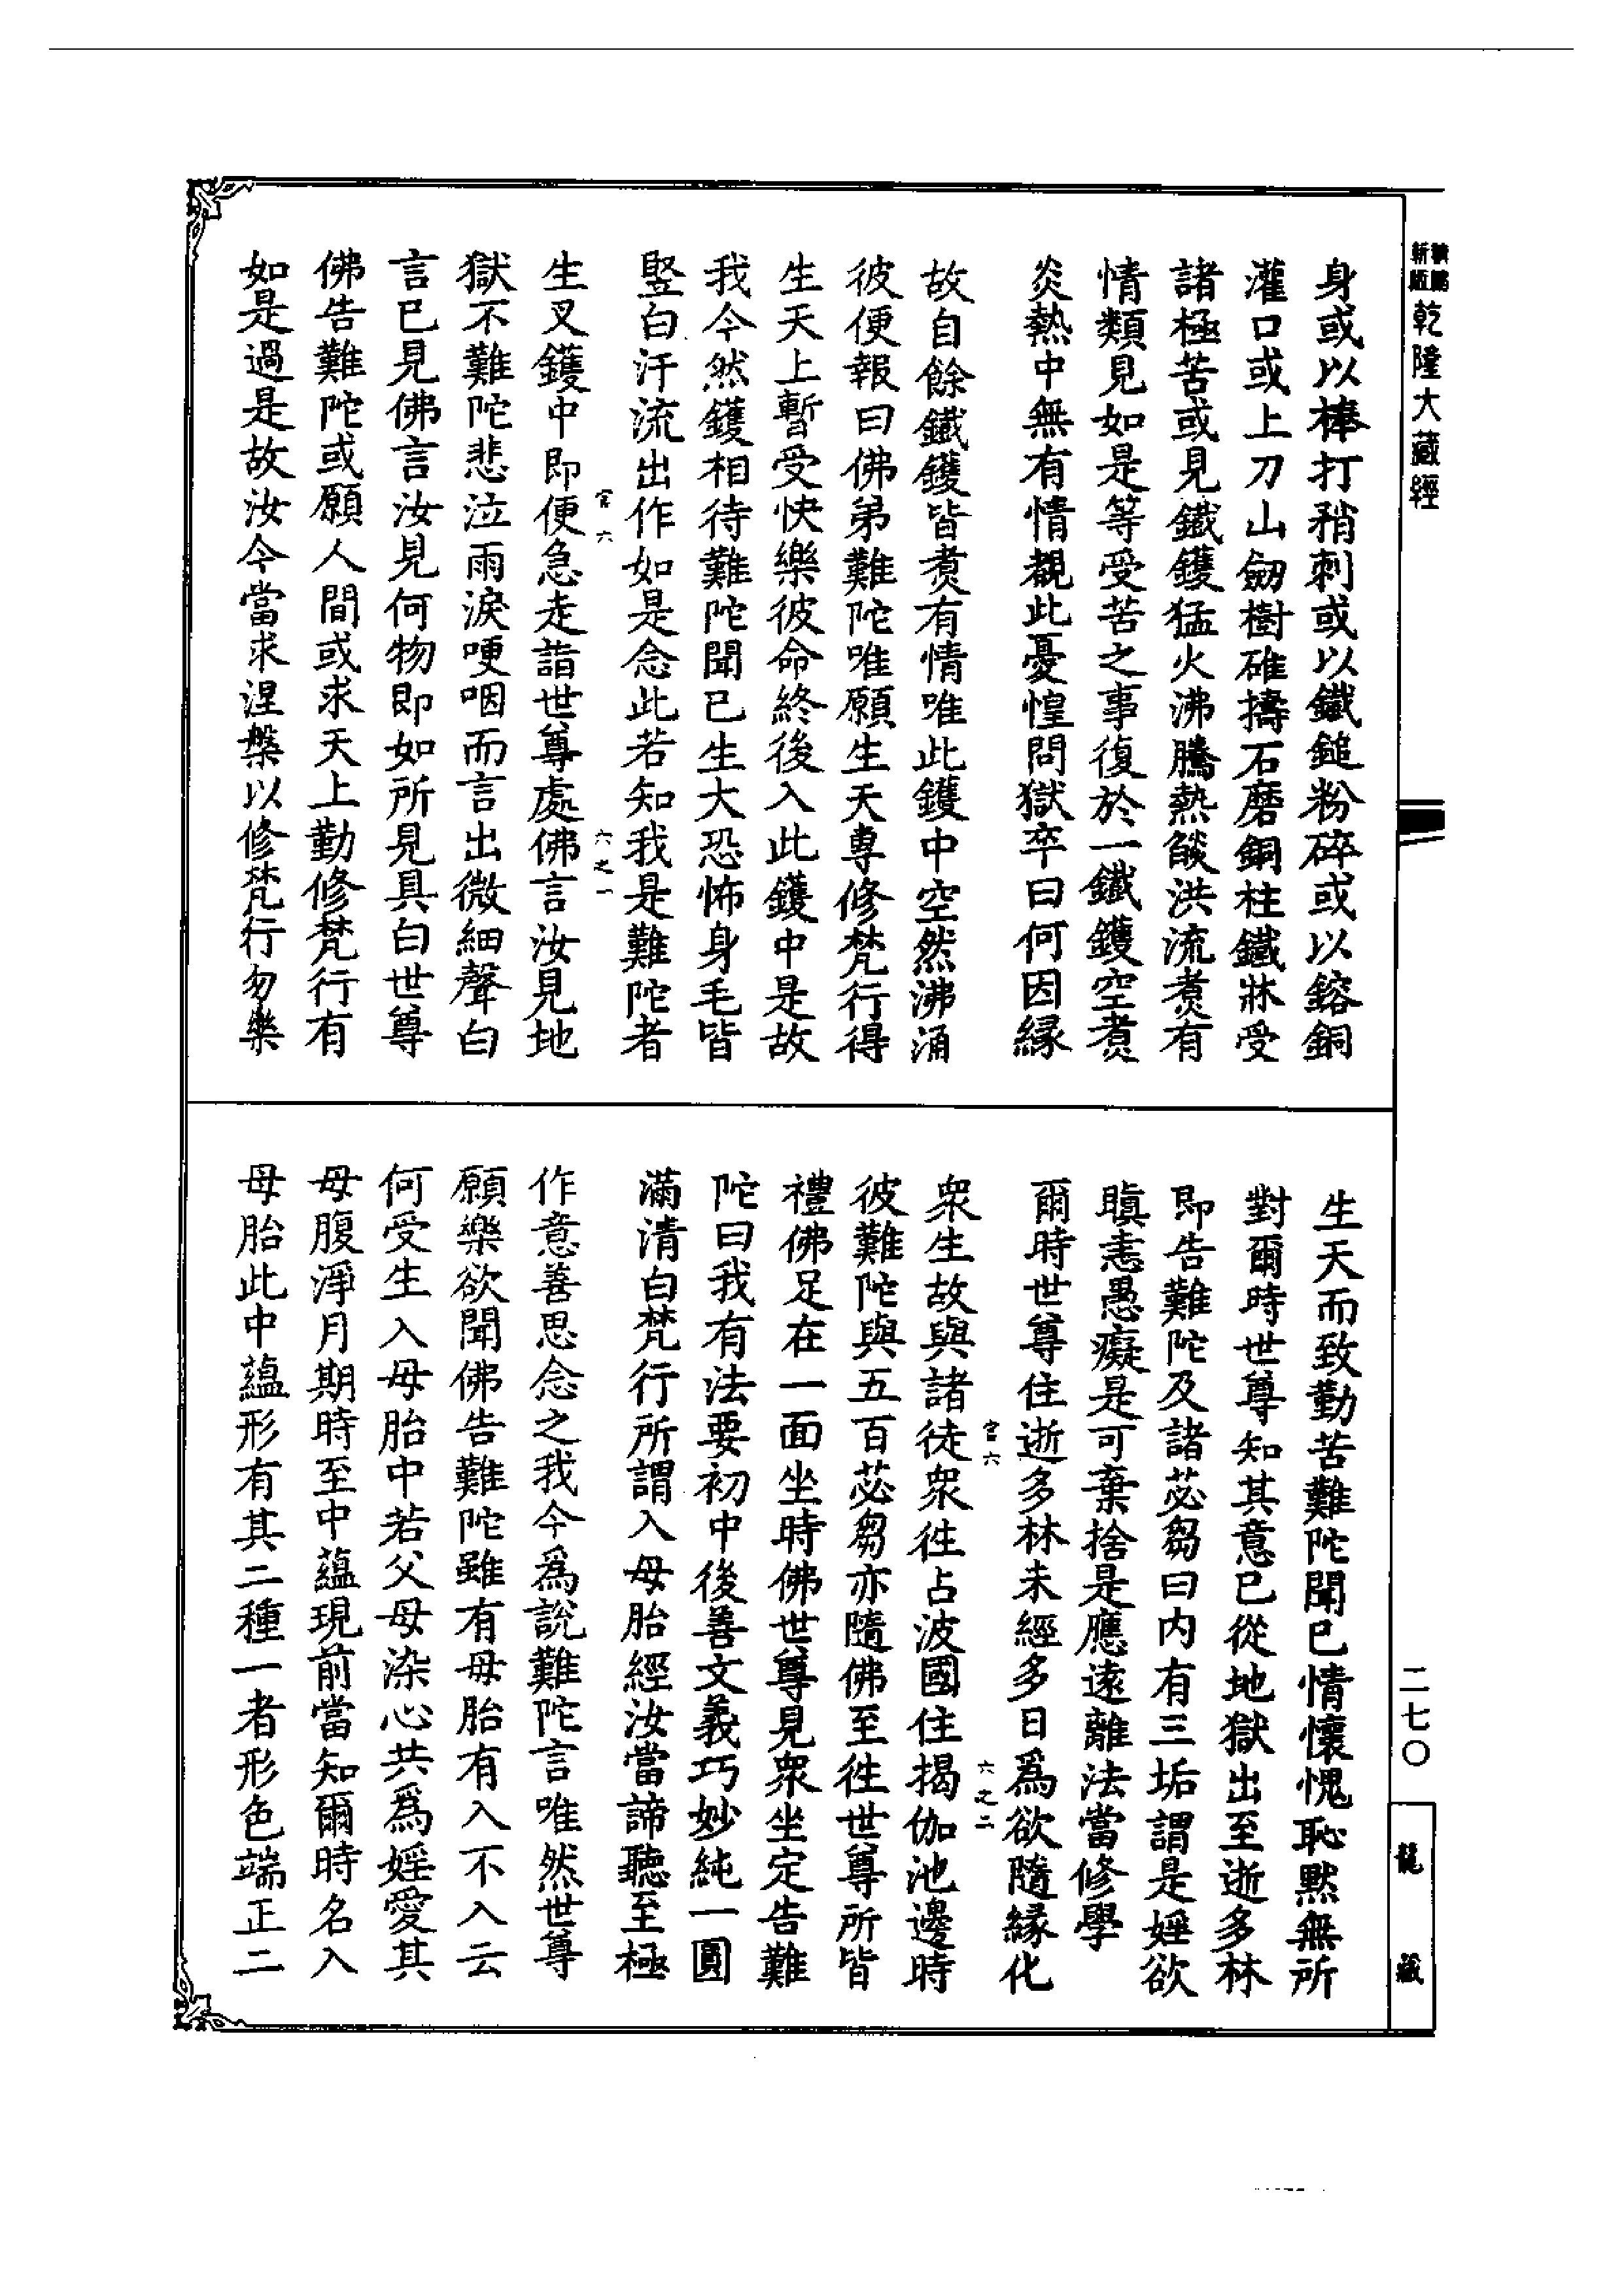 乾隆大藏經
身或以棒打矟刺或以鐵鎚粉碎或以鎔銅
灌口或上刀山劒樹碓擣石磨銅柱鐵牀受
諸極苦或見鐵鑊猛火沸騰熱燄洪流煑有
情類見如是等受苦之事復於一鐵鑊空煑
炎熱中無有情覩此憂惶問獄卒曰何因緣
故自餘鐵鑊皆煑有情唯此鑊中空然沸涌
彼便報曰佛弟難陀唯願生天專修梵行得
生天上暫受快樂彼命終後入此鑊中是故
我今然鑊相待難陀聞已生大恐怖身毛皆
竪白汗流出作如是念此若知我是難陀者
官六 六之一
生叉鑊中即便急走詣世尊處佛言汝見地
獄不難陀悲泣雨淚哽咽而言出微細聲白
言已見佛言汝見何物即如所見具白世尊
佛告難陀或願人間或求天上勤修梵行有
如是過是故汝今當求涅槃以修梵行勿樂
生天而致勤苦難陀聞已情懷愧恥默無所
對爾時世尊知其意已從地獄出至逝多林
即告難陀及諸苾芻曰内有三垢謂是婬欲
瞋恚愚癡是可棄捨是應遠離法當修學
爾時世尊住逝多林未經多日爲欲隨緣化
官六 六之二
衆生故與諸徒衆徃占波國住揭伽池邊時
彼難陀與五百苾芻亦隨佛至徃世尊所皆
禮佛足在一面坐時佛世尊見衆坐定告難
陀曰我有法要初中後善文義巧妙純一圓
滿清白梵行所謂入母胎經汝當諦聽至極
作意善思念之我今爲說難陀言唯然世尊
願樂欲聞佛告難陀雖有母胎有入不入云
何受生入母胎中若父母染心共爲婬愛其
母腹淨月期時至中蘊現前當知爾時名入
母胎此中蘊形有其二種一者形色端正二
二七〇
龍藏